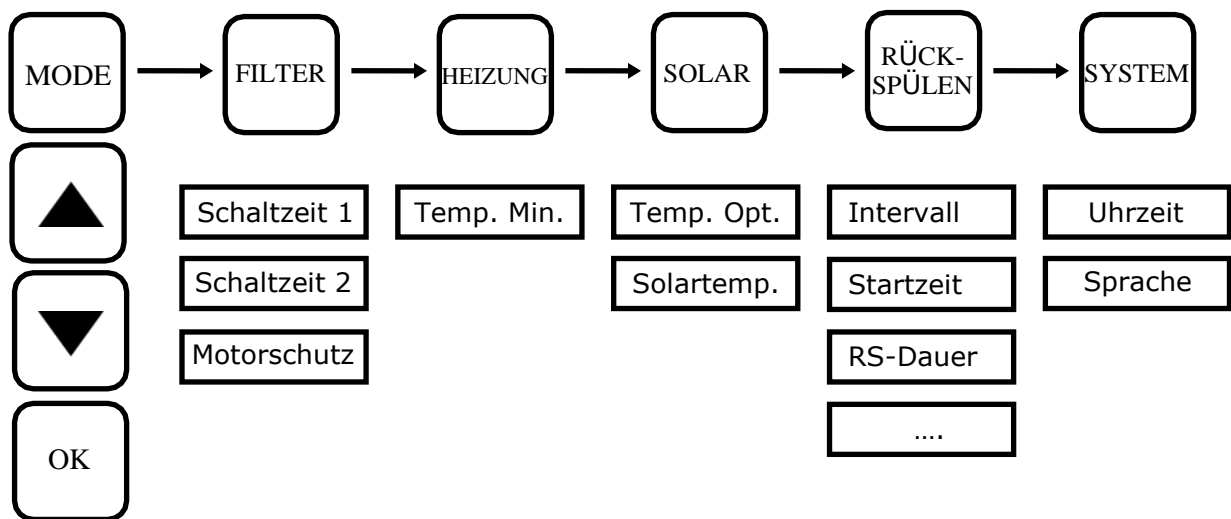 MODE
FILTER
HEIZUNG
SOLAR
RÜCK-
SPÜLEN
SYSTEM
Schaltzeit 1
Temp. Min.
Temp. Opt.
Intervall
Uhrzeit
Schaltzeit 2
Solartemp.
Startzeit
Sprache
Motorschutz
RS-Dauer
….
OK